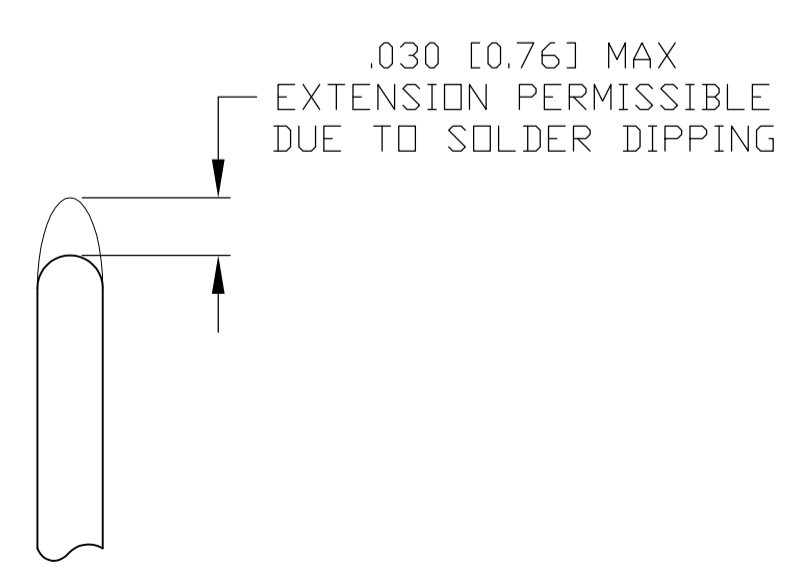 .030 [0.76] MAX
EXTENSION PERMISSIBLE
DUE TO SOLDER DIPPING